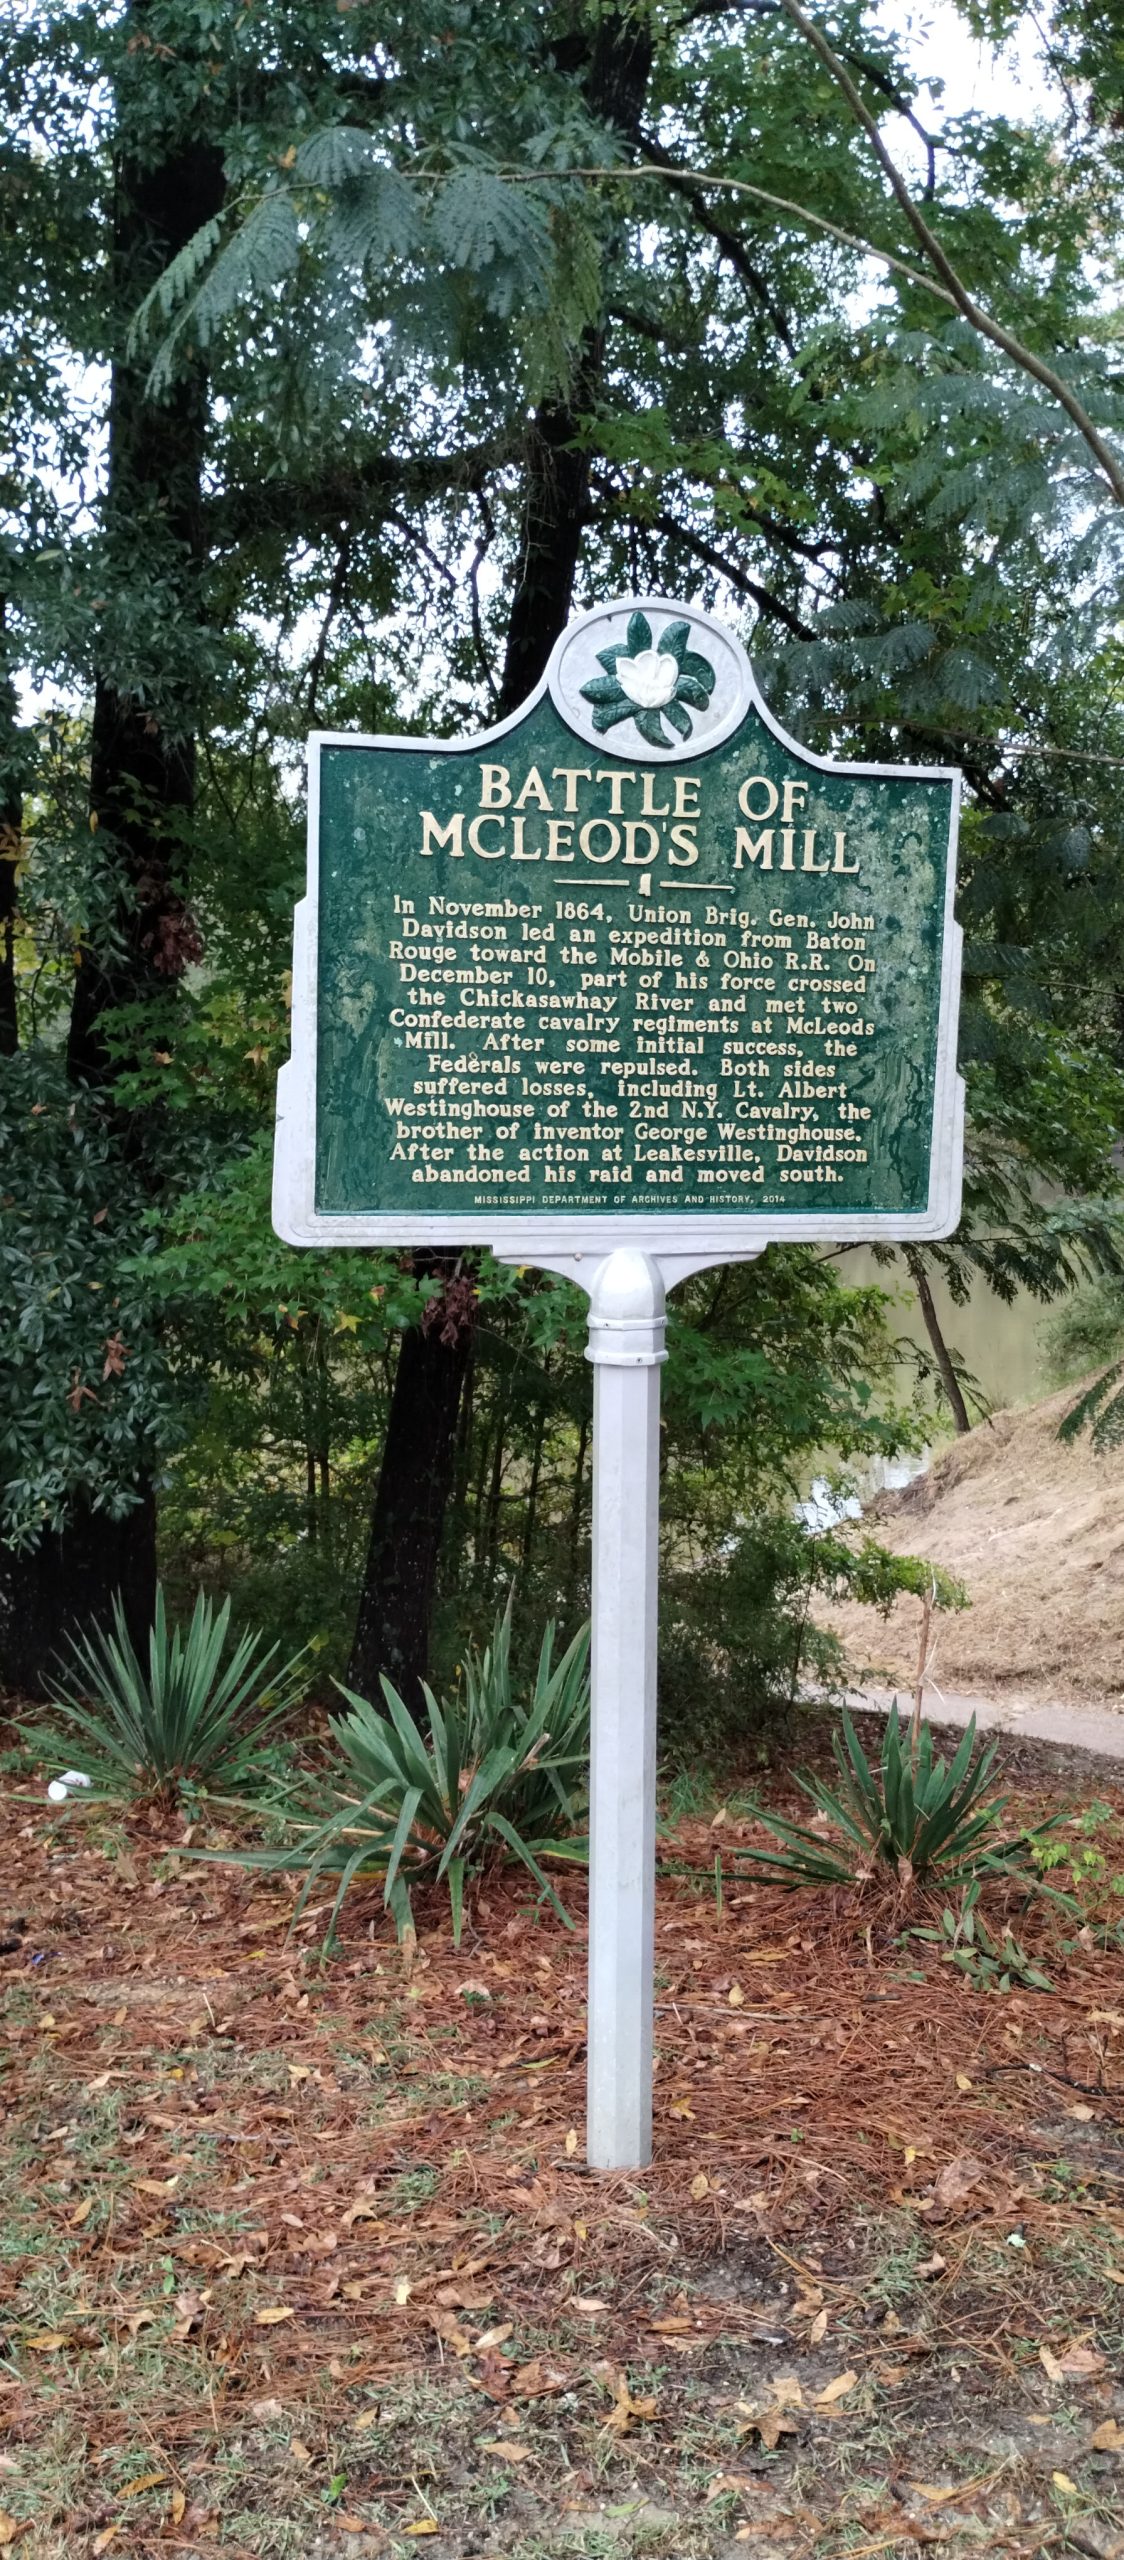 BATTLE OF
MCLEOD'S MILL
In November 1864, Union Brig. Gen. John
Davidson led an expedition from Baton
Rouge toward the Mobile & Ohio R.R. On
December 10, part of his force crossed
the Chickasawhay River and met two
Confederate cavalry regiments at McLeods
Mill. After some initial success, the
Federals were repulsed. Both sides
suffered losses, including Lt. Albert
Westinghouse of the 2nd N.Y. Cavalry, the
brother of inventor George Westinghouse.
After the action at Leakesville, Davidson
abandoned his raid and moved south.
MISSISSIPPI DEPARTMENT OF ARCHIVES AND HISTORY, 2014